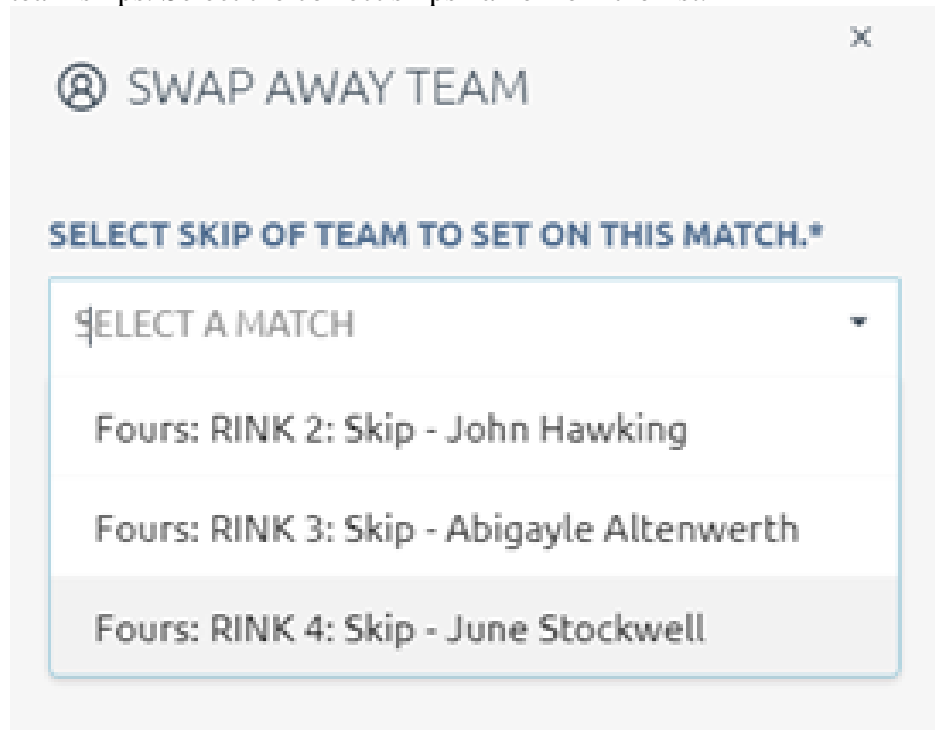 SWAP AWAY TEAM
SELECT SKIP OF TEAM TO SET ON THIS MATCH.*
SELECT A MATCH
Fours: RINK 2: Skip - John Hawking
Fours: RINK 3: Skip - Abigayle Altenwerth
Fours: RINK 4: Skip - June Stockwell